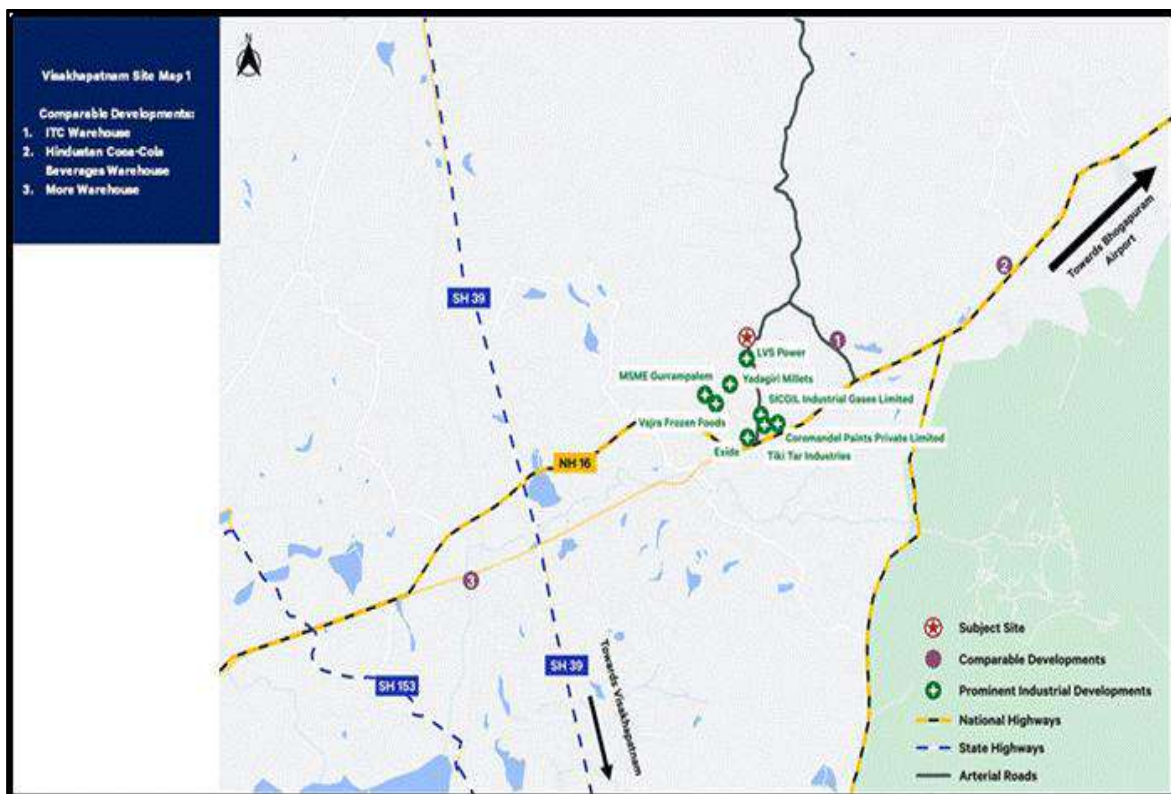 Visakhapatnam Site Map 1
Comparable Developments:
1. ITC Warehouse
2. Hindustan Coca-Cola
Beverages Warehouse
3. More Warehouse
N
SH 39
2
Towards Bhogapuram
Airport
1
LVS Power
MSME Gurrampalem
Yadagiri Millets
SICGIL Industrial Gases Limited
Vajra Frozen Foods
Coromandel Paints Private Limited
Exide
Tiki Tar Industries
NH 16
3
SH 39
SH 153
Towards Visakhapatnam
Subject Site
Comparable Developments
Prominent Industrial Developments
National Highways
State Highways
Arterial Roads